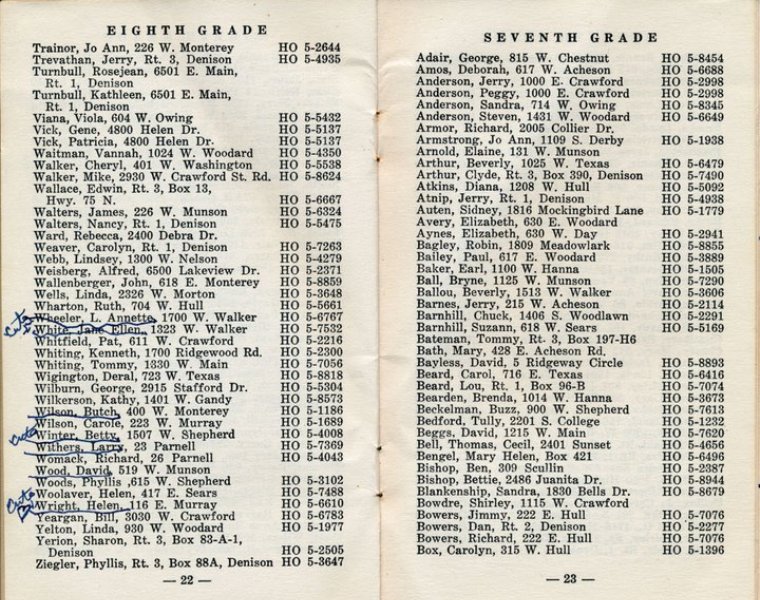 EIGHTH GRADE
Trainor, Jo Ann, 226 W. Monterey HO 5-2644
Trevathan, Jerry, Rt. 3, Denison HO 5-4935
Turnbull, Rosejean, 6501 E. Main,
Rt. 1, Denison
Turnbull, Kathleen, 6501 E. Main,
Rt. 1, Denison
Viana, Viola, 604 W. Owing HO 5-5432
Vick, Gene, 4800 Helen Dr. HO 5-5137
Vick, Patricia, 4800 Helen Dr. HO 5-5137
Waitman, Vannah, 1024 W. Woodard HO 5-4350
Walker, Cheryl, 401 W. Washington HO 5-5538
Walker, Mike, 2930 W. Crawford St. Rd. HO 5-8624
Wallace, Edwin, Rt. 3, Box 13,
Hwy. 75 N. HO 5-6667
Walters, James, 226 W. Munson HO 5-6324
Walters, Nancy, Rt. 1, Denison HO 5-5475
Ward, Rebecca, 2400 Debra Dr.
Weaver, Carolyn, Rt. 1, Denison HO 5-7263
Webb, Lindsey, 1300 W. Nelson HO 5-4279
Weisberg, Alfred, 6500 Lakeview Dr. HO 5-2371
Wallenberger, John, 618 E. Monterey HO 5-8859
Wells, Linda, 2326 W. Morton HO 5-3648
Wharton, Ruth, 704 W. Hull HO 5-5661
Wheeler, L. Annette, 1700 W. Walker HO 5-6767
White, Jane Ellen, 1323 W. Walker HO 5-7532
Whitfield, Pat, 611 W. Crawford HO 5-2216
Whiting, Kenneth, 1700 Ridgewood Rd. HO 5-2300
Whiting, Tommy, 1330 W. Main HO 5-7056
Wigington, Deral, 723 W. Texas HO 5-8818
Wilburn, George, 2915 Stafford Dr. HO 5-5304
Wilkerson, Kathy, 1401 W. Gandy HO 5-8573
Wilson, Butch, 400 W. Monterey HO 5-1186
Wilson, Carole, 223 W. Murray HO 5-1689
Winter, Betty, 1507 W. Shepherd HO 5-4008
Withers, Larry, 23 Parnell HO 5-7369
Womack, Richard, 26 Parnell HO 5-4043
Wood, David, 519 W. Munson
Woods, Phyllis ,615 W. Shepherd HO 5-3102
Woolaver, Helen, 417 E. Sears HO 5-7488
Wright, Helen, 116 E. Murray HO 5-6610
Yeargan, Bill, 3030 W. Crawford HO 5-6783
Yelton, Linda, 930 W. Woodard HO 5-1977
Yerion, Sharon, Rt. 3, Box 83-A-1,
Denison HO 5-2505
Ziegler, Phyllis, Rt. 3, Box 88A, Denison HO 5-3647
— 22 —
SEVENTH GRADE
Adair, George, 815 W. Chestnut HO 5-8454
Amos, Deborah, 617 W. Acheson HO 5-6688
Anderson, Jerry, 1000 E. Crawford HO 5-2998
Anderson, Peggy, 1000 E. Crawford HO 5-2998
Anderson, Sandra, 714 W. Owing HO 5-8345
Anderson, Steven, 1431 W. Woodard HO 5-6649
Armor, Richard, 2005 Collier Dr.
Armstrong, Jo Ann, 1109 S. Derby HO 5-1938
Arnold, Elaine, 131 W. Munson
Arthur, Beverly, 1025 W. Texas HO 5-6479
Arthur, Clyde, Rt. 3, Box 390, Denison HO 5-7490
Atkins, Diana, 1208 W. Hull HO 5-5092
Atnip, Jerry, Rt. 1, Denison HO 5-4938
Auten, Sidney, 1816 Mockingbird Lane HO 5-1779
Avery, Elizabeth, 630 E. Woodard
Aynes, Elizabeth, 630 W. Day HO 5-2941
Bagley, Robin, 1809 Meadowlark HO 5-8855
Bailey, Paul, 617 E. Woodard HO 5-3889
Baker, Earl, 1100 W. Hanna HO 5-1505
Ball, Bryne, 1125 W. Munson HO 5-7290
Ballou, Beverly, 1513 W. Walker HO 5-3606
Barnes, Jerry, 215 W. Acheson HO 5-2114
Barnhill, Chuck, 1406 S. Woodlawn HO 5-2291
Barnhill, Suzann, 618 W. Sears HO 5-5169
Bateman, Tommy, Rt. 3, Box 197-H6
Bath, Mary, 428 E. Acheson Rd.
Bayless, David, 5 Ridgeway Circle HO 5-8893
Beard, Carol, 716 E. Texas HO 5-6416
Beard, Lou, Rt. 1, Box 96-B HO 5-7074
Bearden, Brenda, 1014 W. Hanna HO 5-3673
Beckelman, Buzz, 900 W. Shepherd HO 5-7613
Bedford, Tully, 2201 S. College HO 5-1232
Beggs, David, 1215 W. Main HO 5-7620
Bell, Thomas, Cecil, 2401 Sunset HO 5-4656
Bengel, Mary Helen, Box 421 HO 5-6496
Bishop, Ben, 309 Scullin HO 5-2387
Bishop, Bettie, 2486 Juanita Dr. HO 5-8944
Blankenship, Sandra, 1830 Bells Dr. HO 5-8679
Bowdre, Shirley, 1115 W. Crawford
Bowers, Jimmy, 222 E. Hull HO 5-7076
Bowers, Dan, Rt. 2, Denison HO 5-2277
Bowers, Richard, 222 E. Hull HO 5-7076
Box, Carolyn, 315 W. Hull HO 5-1396
— 23 —